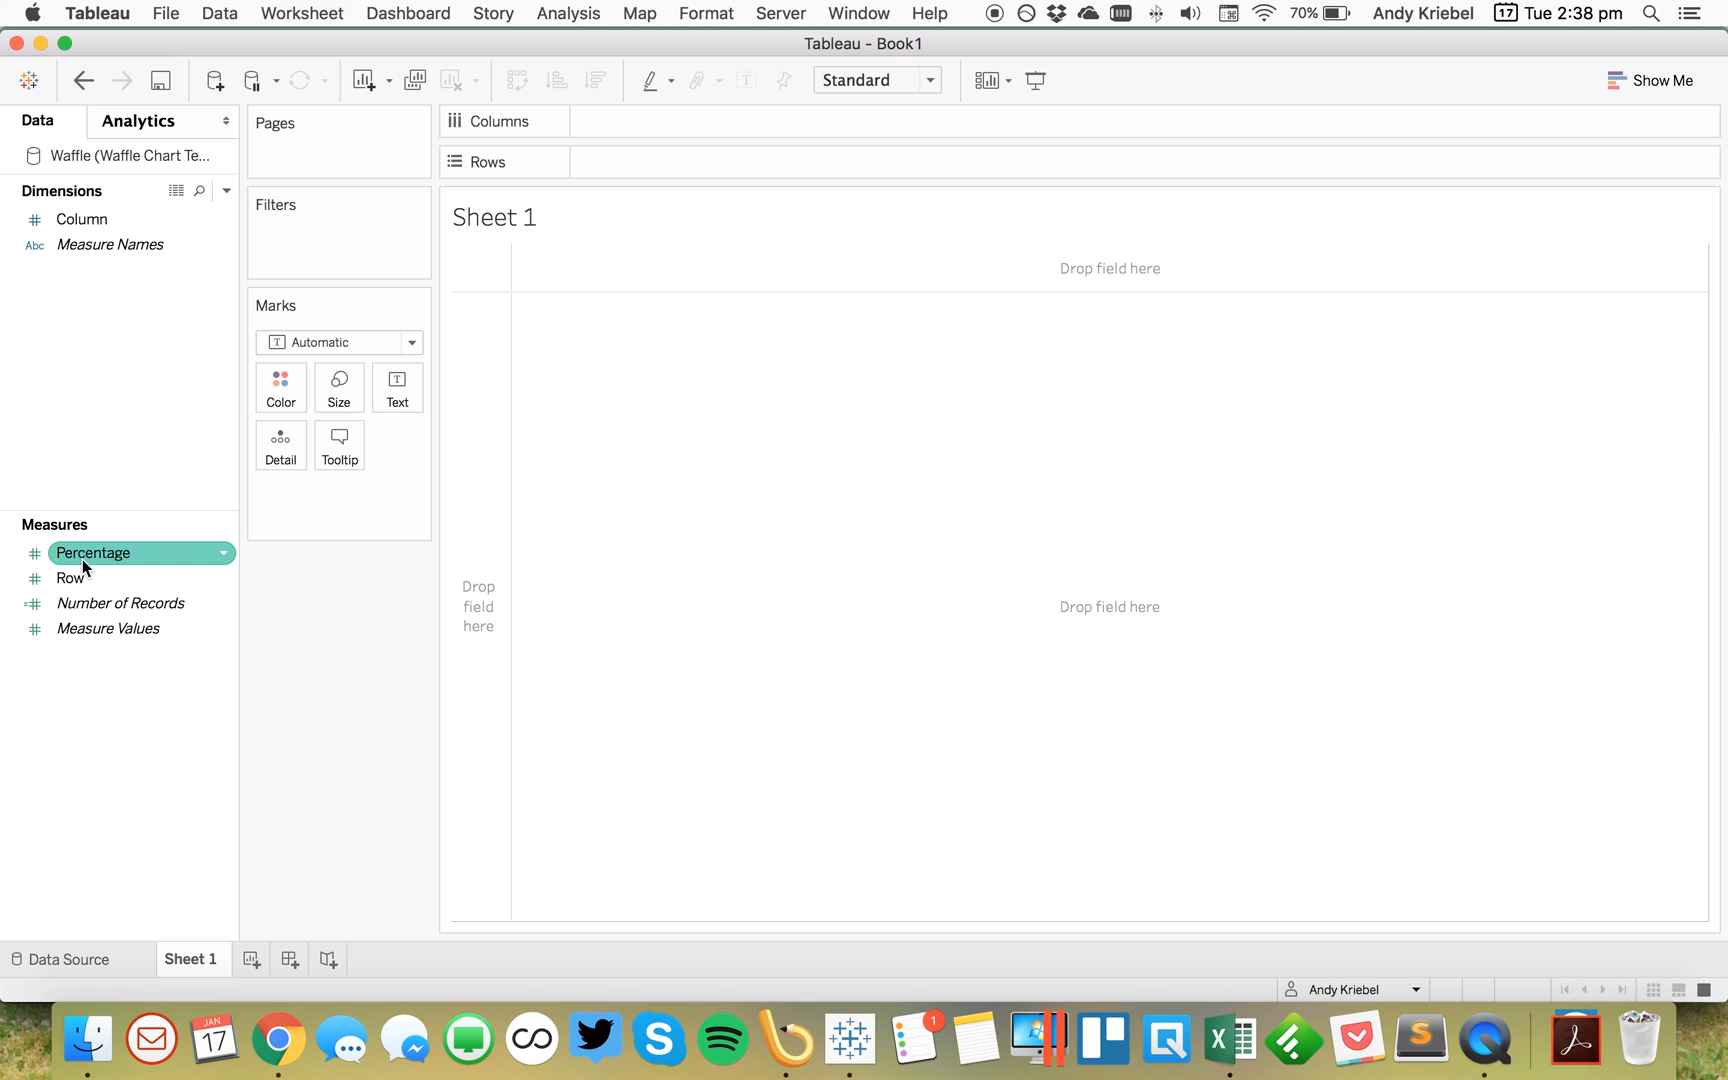 Tableau File Data Worksheet Dashboard Story Analysis Map Format Server Window Help 70% Andy Kriebel 17 Tue 2:38 pm
Tableau - Book1
Standard Show Me
Data Analytics Pages Columns
Waffle (Waffle Chart Te... Rows
Dimensions Filters
Column Sheet 1
Abc Measure Names
Drop field here
Marks
T Automatic
Color Size T Text
Detail Tooltip
Measures
Percentage
Row
Number of Records
Measure Values
Drop
field
here
Drop field here
Data Source Sheet 1
Andy Kriebel
JAN
17
1
S